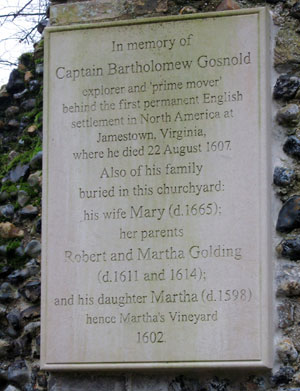 In memory of
Captain Bartholomew Gosnold
explorer and 'prime mover'
behind the first permanent English
settlement in North America at
Jamestown, Virginia,
where he died 22 August 1607.
Also of his family
buried in this churchyard:
his wife Mary (d.1665);
her parents
Robert and Martha Golding
(d.1611 and 1614);
and his daughter Martha (d.1598)
hence Martha's Vineyard
1602.